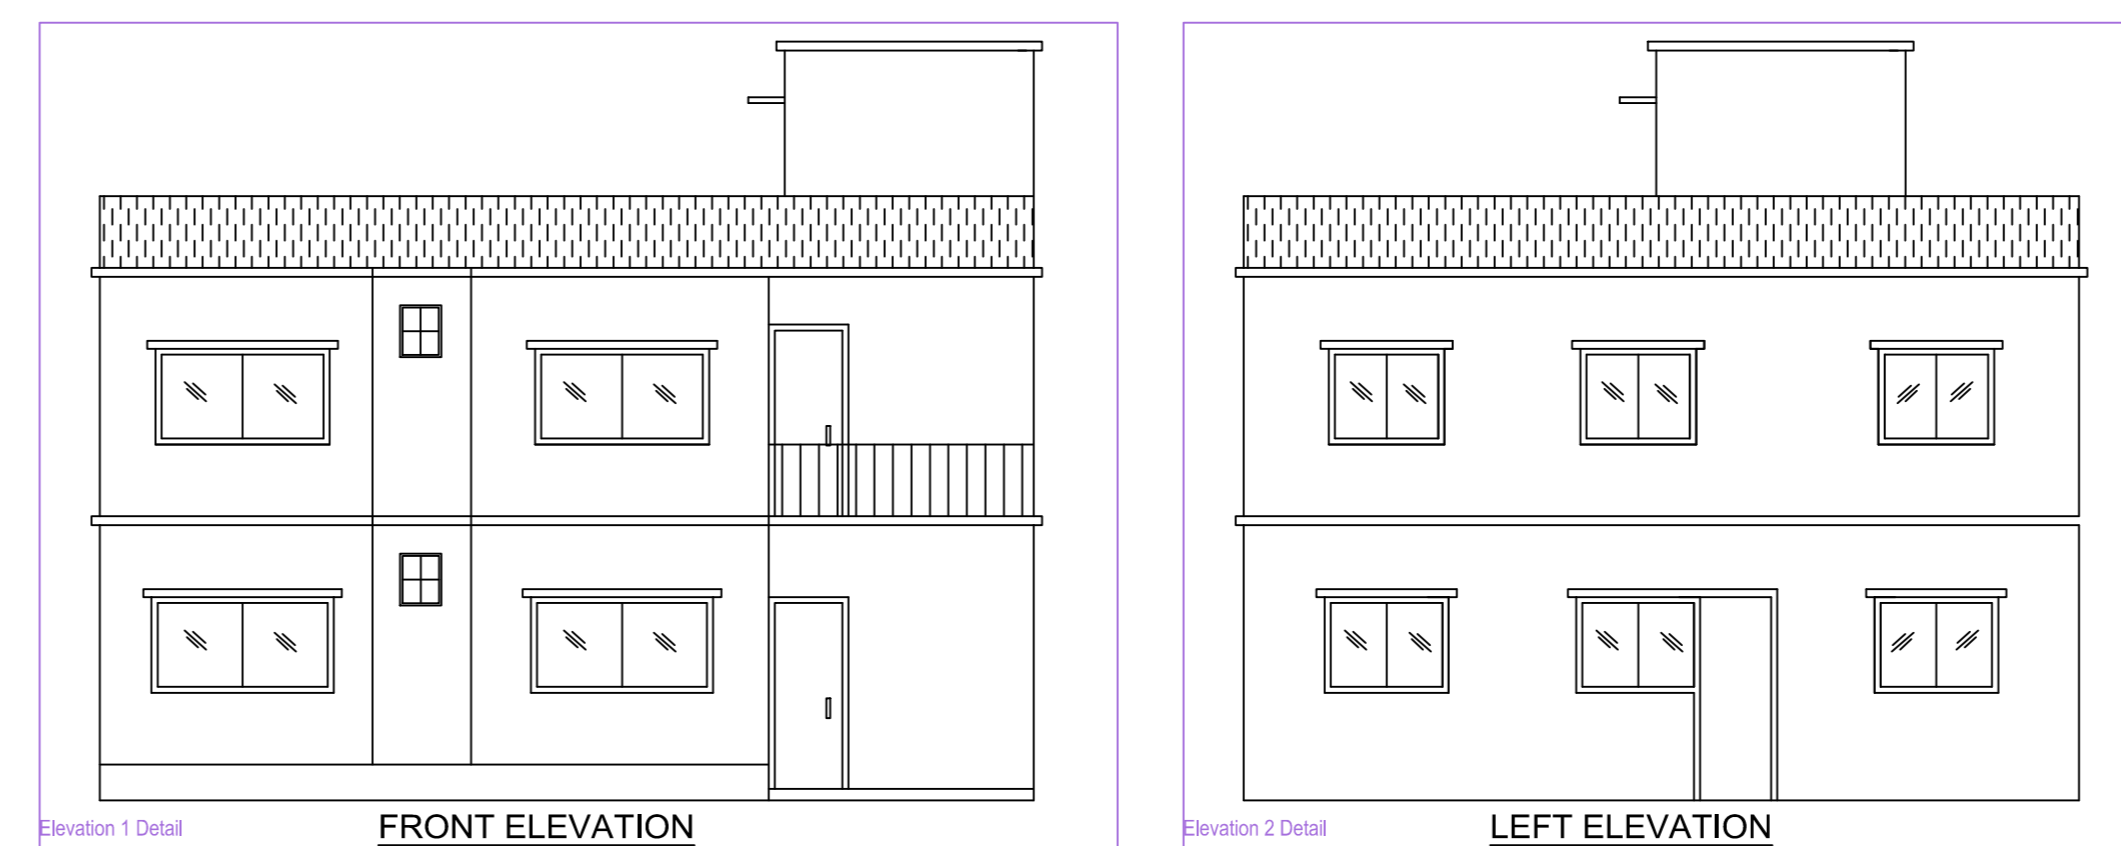 Elevation 1 Detail
FRONT ELEVATION
Elevation 2 Detail
LEFT ELEVATION